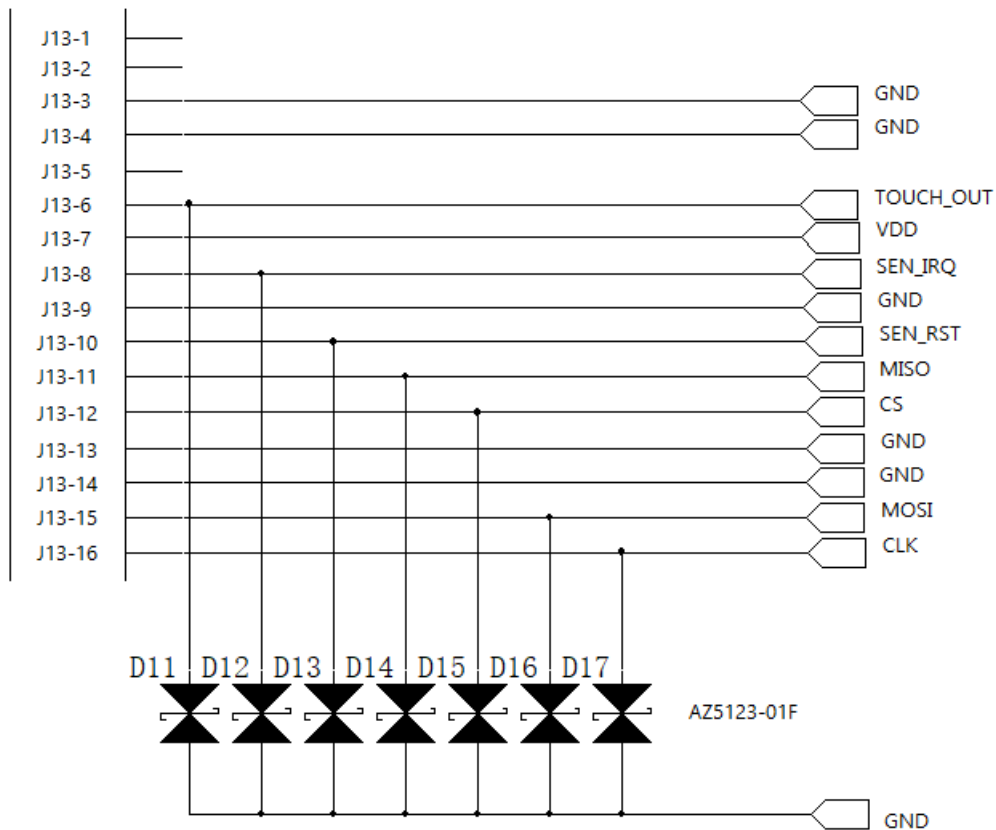 J13-1
J13-2
J13-3 GND
J13-4 GND
J13-5
J13-6 TOUCH_OUT
J13-7 VDD
J13-8 SEN_IRQ
J13-9 GND
J13-10 SEN_RST
J13-11 MISO
J13-12 CS
J13-13 GND
J13-14 GND
J13-15 MOSI
J13-16 CLK
D11 D12 D13 D14 D15 D16 D17
AZ5123-01F
GND